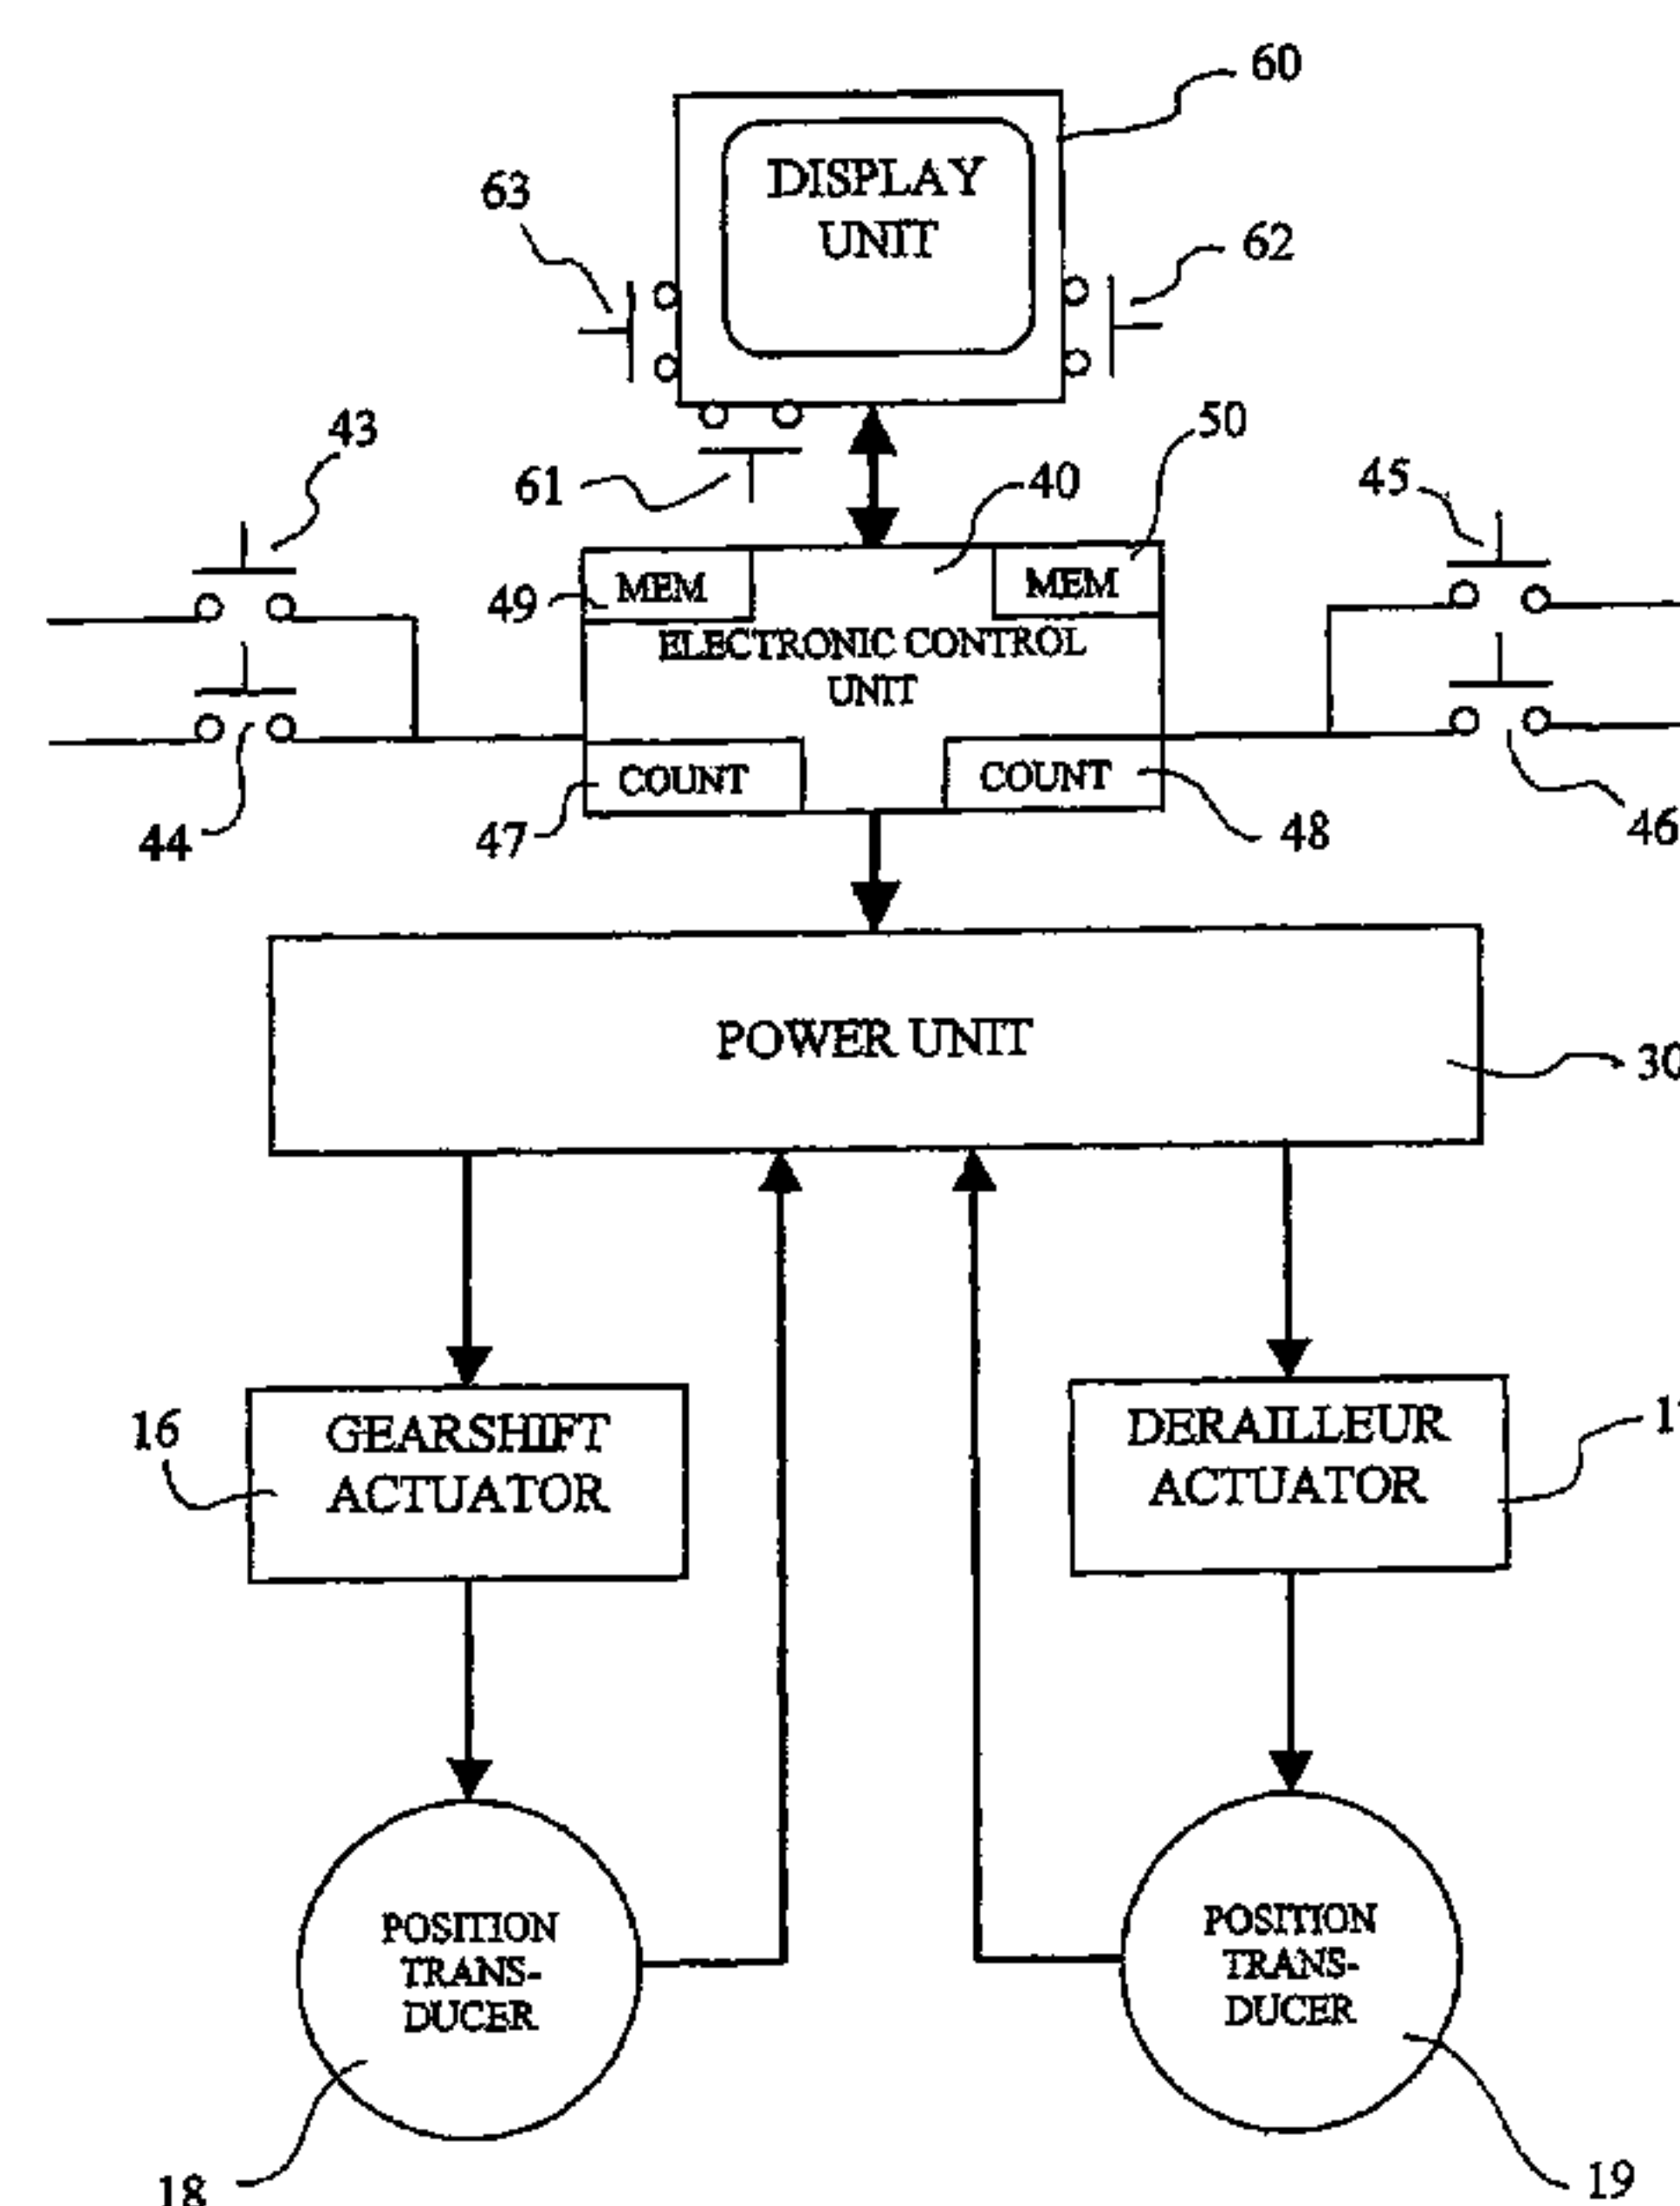 60
DISPLAY
UNIT
63
62
43
50
61
40
45
49
MEM
MEM
ELECTRONIC CONTROL
UNIT
COUNT
COUNT
44
47
48
46
POWER UNIT
30
16
GEARSHIFT
ACTUATOR
DERAILLEUR
ACTUATOR
POSITION
TRANS-
DUCER
POSITION
TRANS-
DUCER
18
19